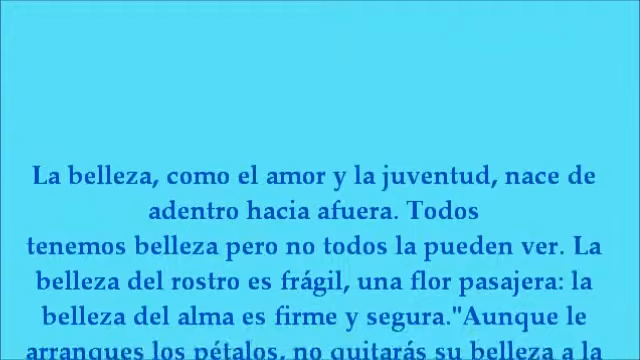 La belleza, como el amor y la juventud, nace de
adentro hacia afuera. Todos
tenemos belleza pero no todos la pueden ver. La
belleza del rostro es frágil, una flor pasajera: la
belleza del alma es firme y segura."Aunque le
arranques los pétalos, no quitarás su belleza a la